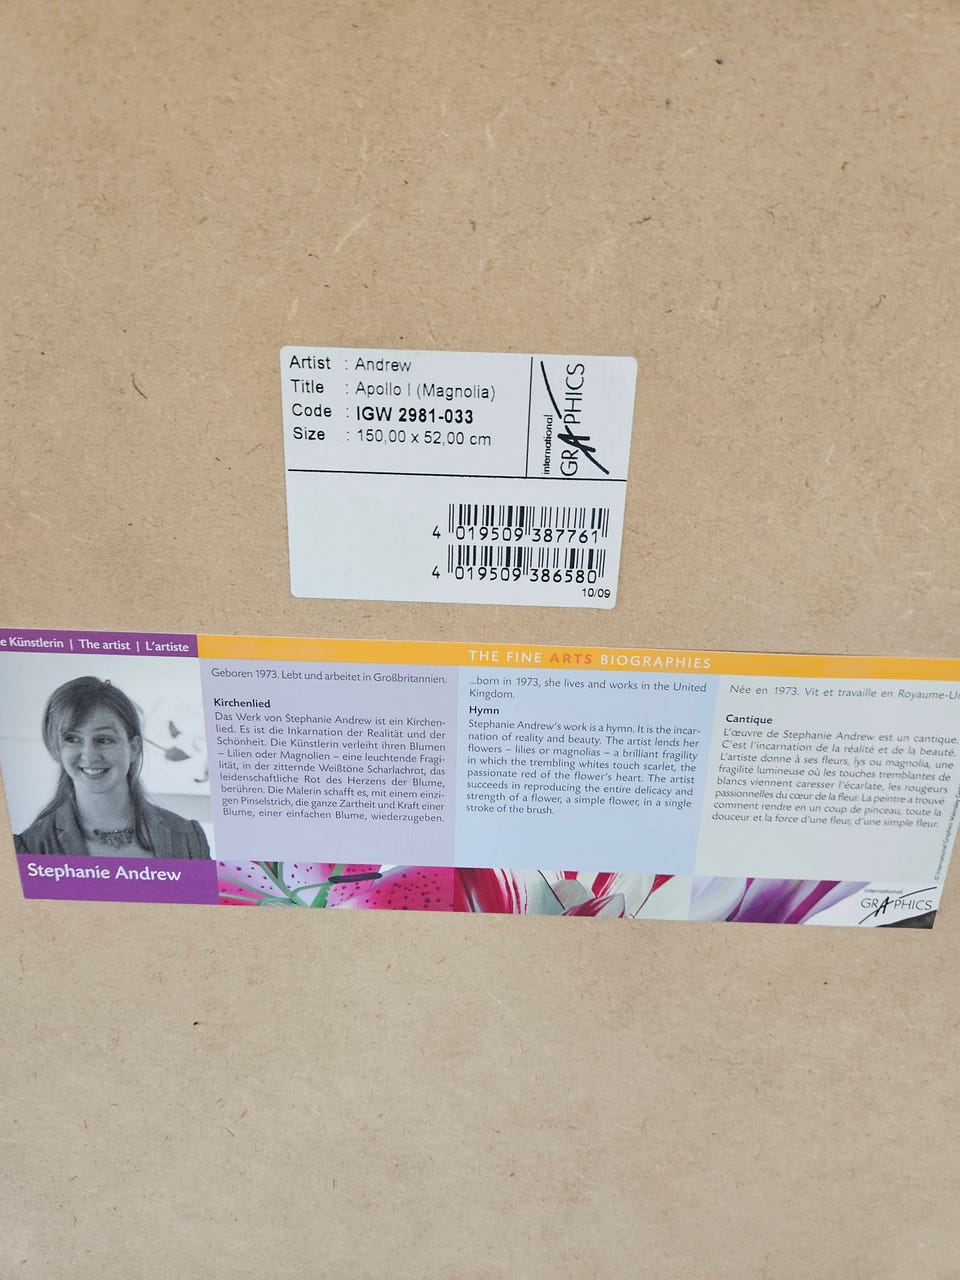 Artist : Andrew
Title : Apollo I (Magnolia)
Code : IGW 2981-033
Size : 150,00 x 52,00 cm
international
GRAPHICS
4 019509 387761
4 019509 386580
10/09
e Künstlerin | The artist | L'artiste
THE FINE ARTS BIOGRAPHIES
Geboren 1973. Lebt und arbeitet in Großbritannien.
Kirchenlied
Das Werk von Stephanie Andrew ist ein Kirchen-
lied. Es ist die Inkarnation der Realität und der
Schönheit. Die Künstlerin verleiht ihren Blumen
– Lilien oder Magnolien – eine leuchtende Fragi-
lität, in der zitternde Weißtöne Scharlachrot, das
leidenschaftliche Rot des Herzens der Blume,
berühren. Die Malerin schafft es, mit einem einzi-
gen Pinselstrich, die ganze Zartheit und Kraft einer
Blume, einer einfachen Blume, wiederzugeben.
...born in 1973, she lives and works in the United
Kingdom.
Hymn
Stephanie Andrew's work is a hymn. It is the incar-
nation of reality and beauty. The artist lends her
flowers – lilies or magnolias – a brilliant fragility
in which the trembling whites touch scarlet, the
passionate red of the flower's heart. The artist
succeeds in reproducing the entire delicacy and
strength of a flower, a simple flower, in a single
stroke of the brush.
Née en 1973. Vit et travaille en Royaume-Un
Cantique
L'œuvre de Stephanie Andrew est un cantique.
C'est l'incarnation de la réalité et de la beauté.
L'artiste donne à ses fleurs, lys ou magnolia, une
fragilité lumineuse où les touches tremblantes de
blancs viennent caresser l'écarlate, les rougeurs
passionnelles du cœur de la fleur. La peintre a trouvé
comment rendre en un coup de pinceau, toute la
douceur et la force d'une fleur, d'une simple fleur.
© International Graphics
Stephanie Andrew
international
GRAPHICS